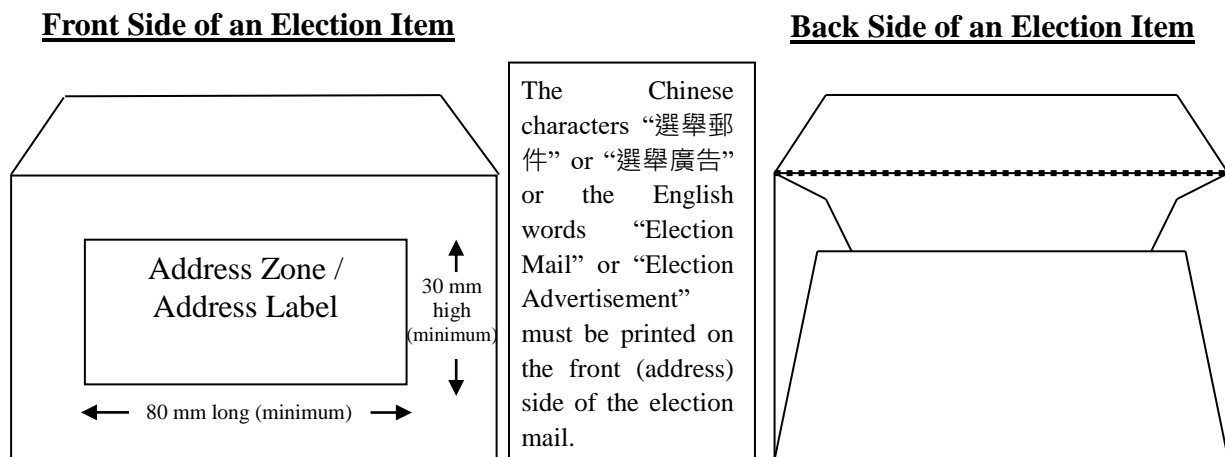 Front Side of an Election Item
Address Zone /
Address Label
30 mm
high
(minimum)
80 mm long (minimum)
The Chinese
characters “選舉郵
件” or “選舉廣告”
or the English
words “Election
Mail” or “Election
Advertisement”
must be printed on
the front (address)
side of the election
mail.
Back Side of an Election Item